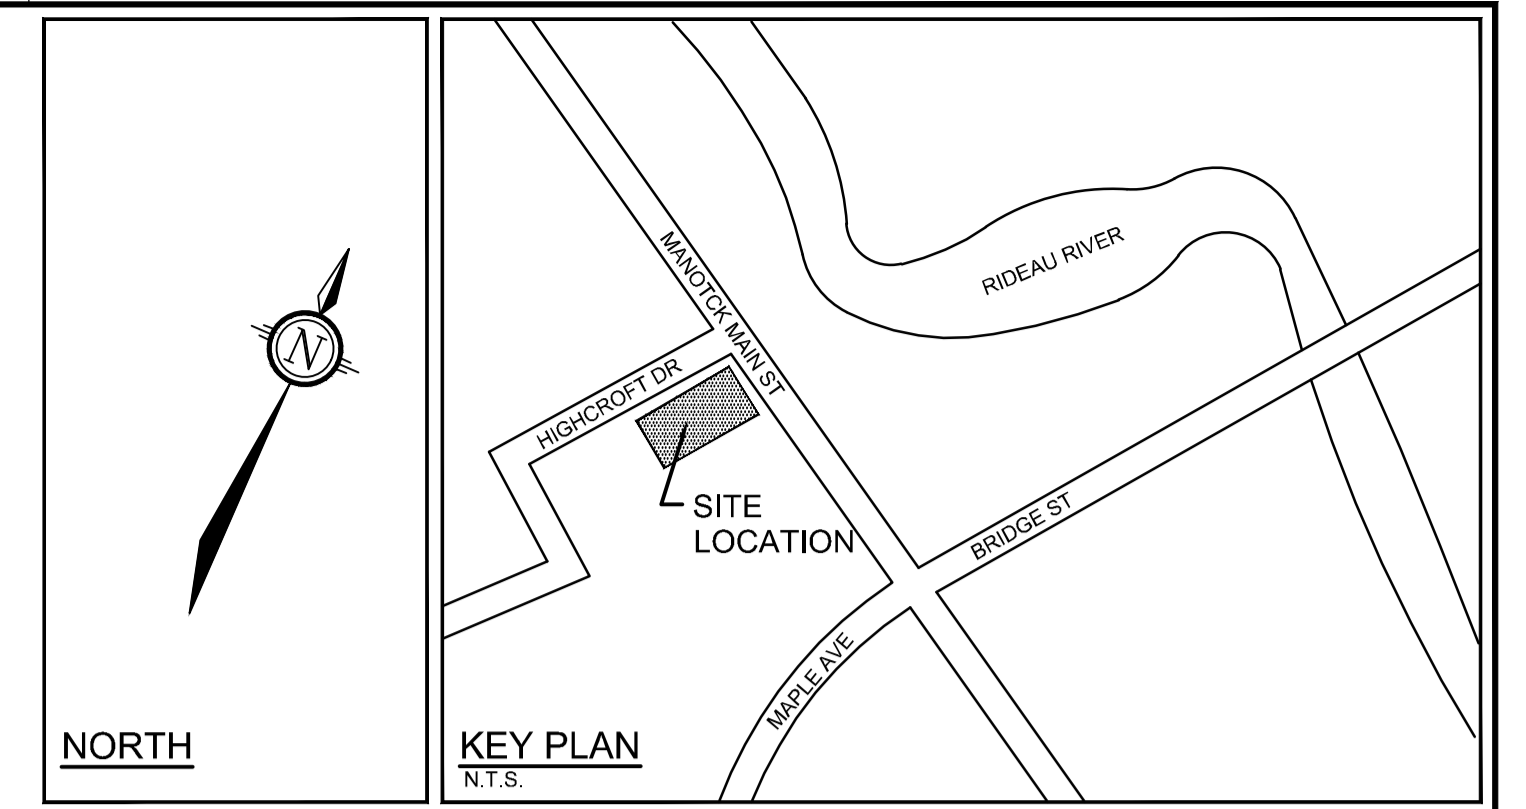 N
NORTH
MANOTCK MAIN ST
RIDEAU RIVER
HIGHCROFT DR
SITE
LOCATION
BRIDGE ST
MAPLE AVE
KEY PLAN
N.T.S.